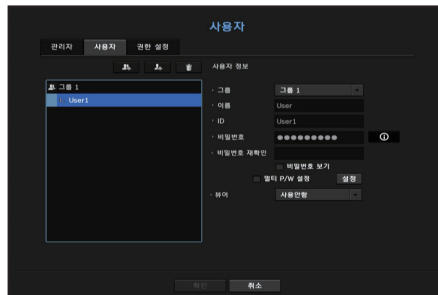 사용자
관리자 사용자 권한 설정
사용자 정보
그룹 1
User1
· 그룹 그룹 1
· 이름 User
· ID User1
· 비밀번호 ●●●●●●●●●
· 비밀번호 재확인
비밀번호 보기
멀티 P/W 설정 설정
· 뷰어 사용안함
확인 취소